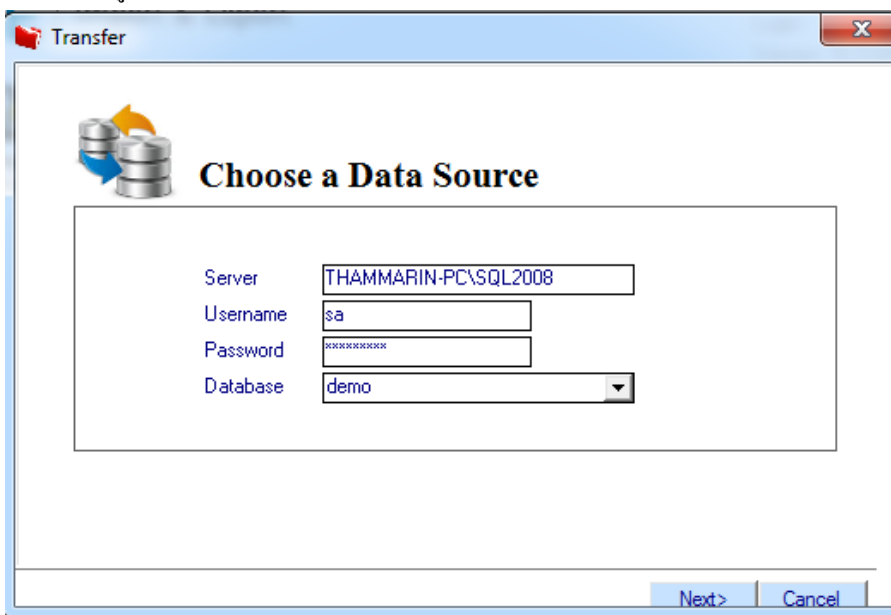 Transfer
Choose a Data Source
Server THAMMARIN-PC\SQL2008
Username sa
Password *********
Database demo
Next> Cancel